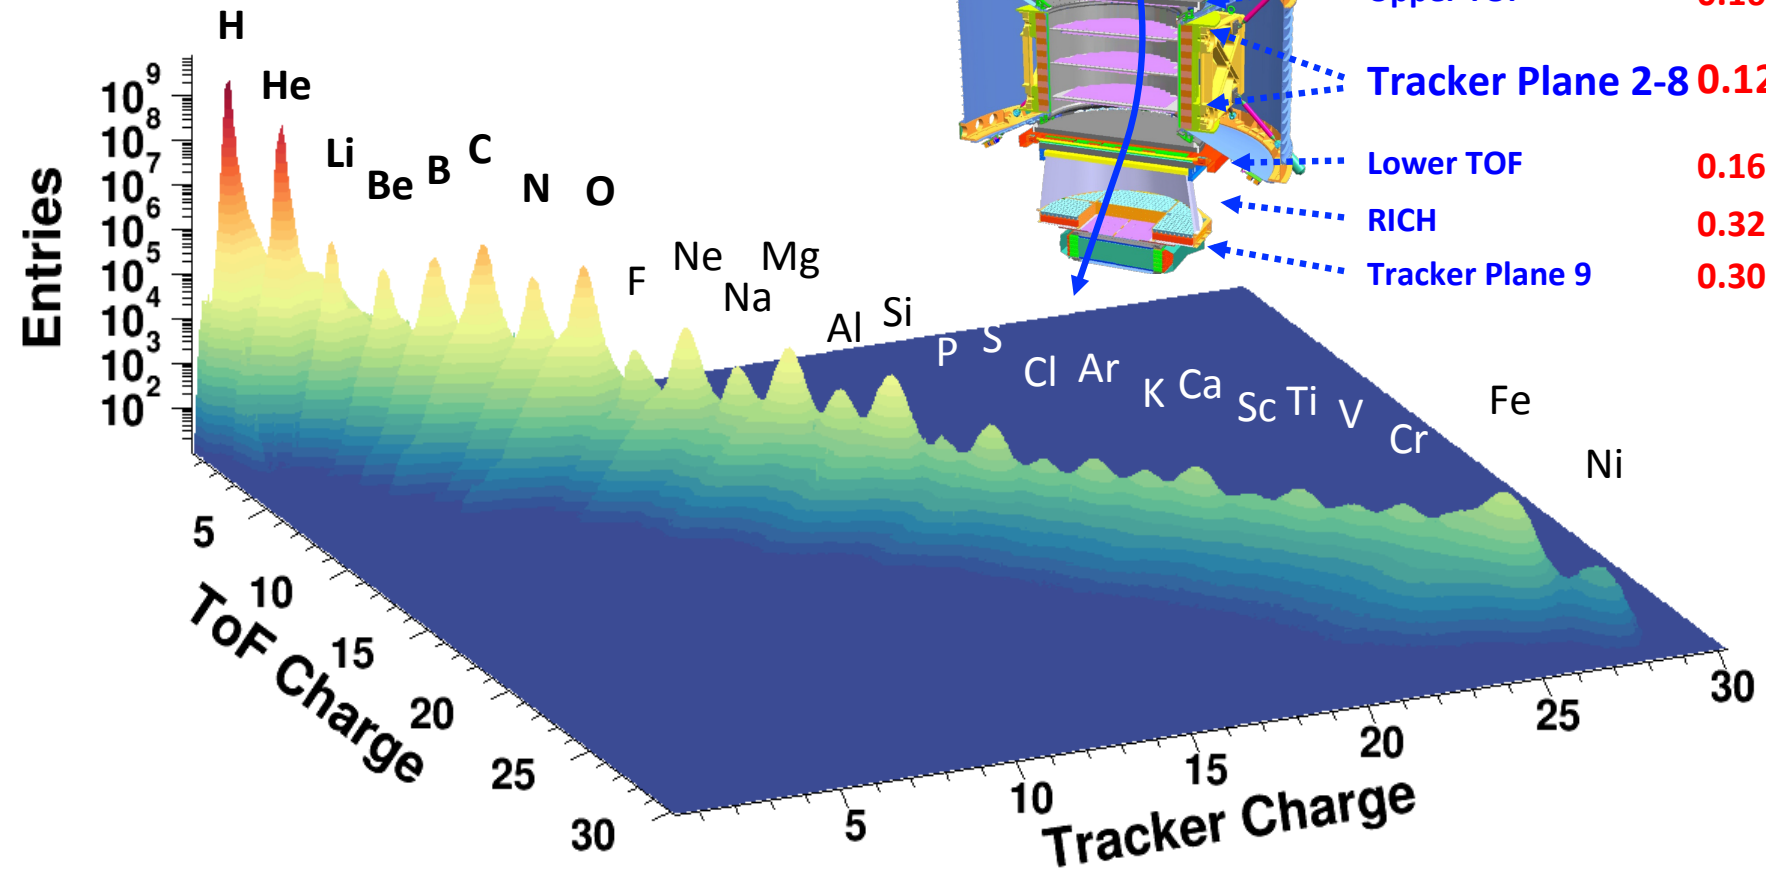 H
He
Li
Be
B
C
N
O
F
Ne
Na
Mg
Al
Si
P
S
Cl
Ar
K
Ca
Sc
Ti
V
Cr
Fe
Ni
Entries
10^9
10^8
10^7
10^6
10^5
10^4
10^3
10^2
Tracker Plane 2-8 0.12
Lower TOF 0.16
RICH 0.32
Tracker Plane 9 0.30
5
10
15
20
25
30
ToF Charge
5
10
15
20
25
30
Tracker Charge